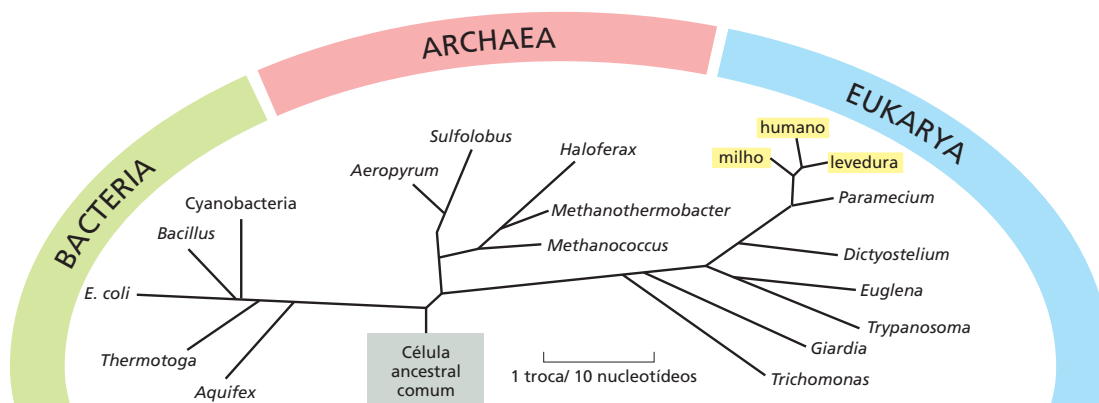 ARCHAEA
BACTERIA
EUKARYA
Sulfolobus
Aeropyrum
Haloferax
humano
milho
levedura
Cyanobacteria
Bacillus
Methanothermobacter
Methanococcus
Paramecium
Dictyostelium
E. coli
Euglena
Trypanosoma
Thermotoga
Giardia
Aquifex
Célula
ancestral
comum
1 troca/ 10 nucleotídeos
Trichomonas